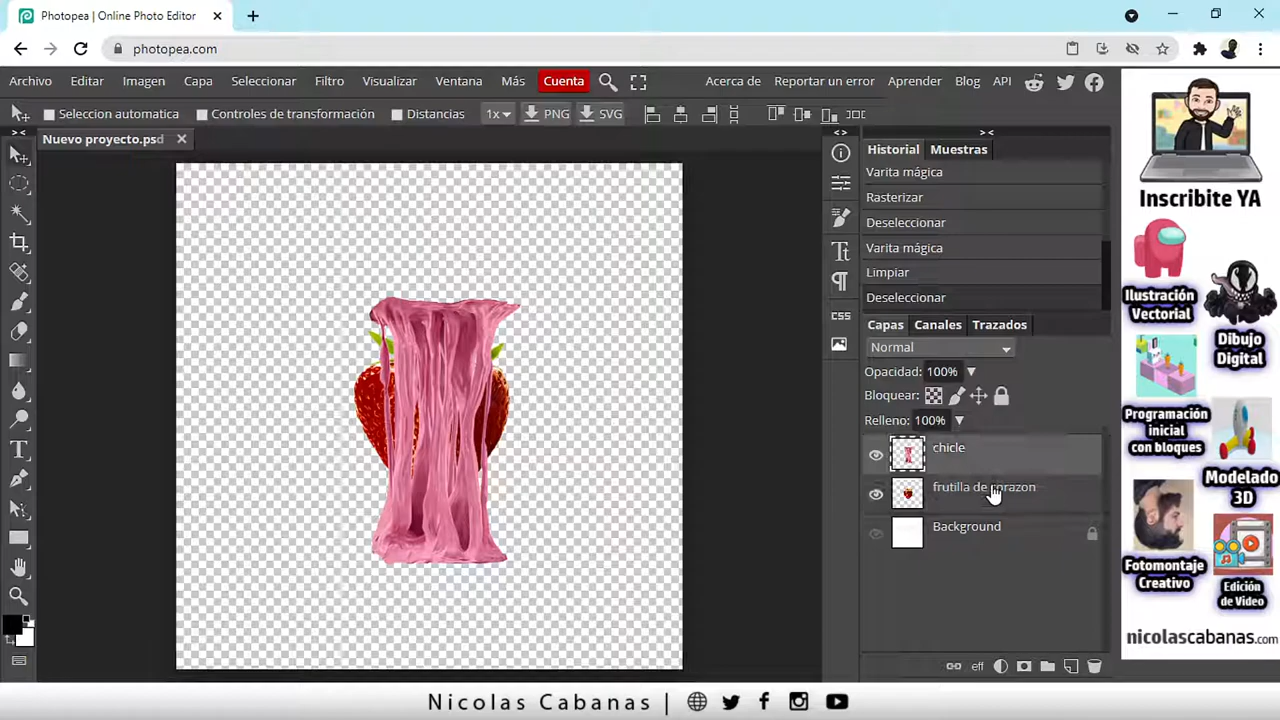 Photopea | Online Photo Editor
photopea.com
Archivo Editar Imagen Capa Seleccionar Filtro Visualizar Ventana Más Cuenta Acerca de Reportar un error Aprender Blog API
Seleccion automatica Controles de transformación Distancias 1x PNG SVG
Nuevo proyecto.psd
Historial Muestras
Varita mágica
Rasterizar
Deseleccionar
Varita mágica
Limpiar
Deseleccionar
CSS
Capas Canales Trazados
Normal
Opacidad: 100%
Bloquear:
Relleno: 100%
chicle
frutilla de corazon
Background
eff
Inscribite YA
Ilustración
Vectorial
Dibujo
Digital
Programación
inicial
con bloques
Modelado
3D
Fotomontaje
Creativo
Edición
de Video
nicolascabanas.com
Nicolas Cabanas |